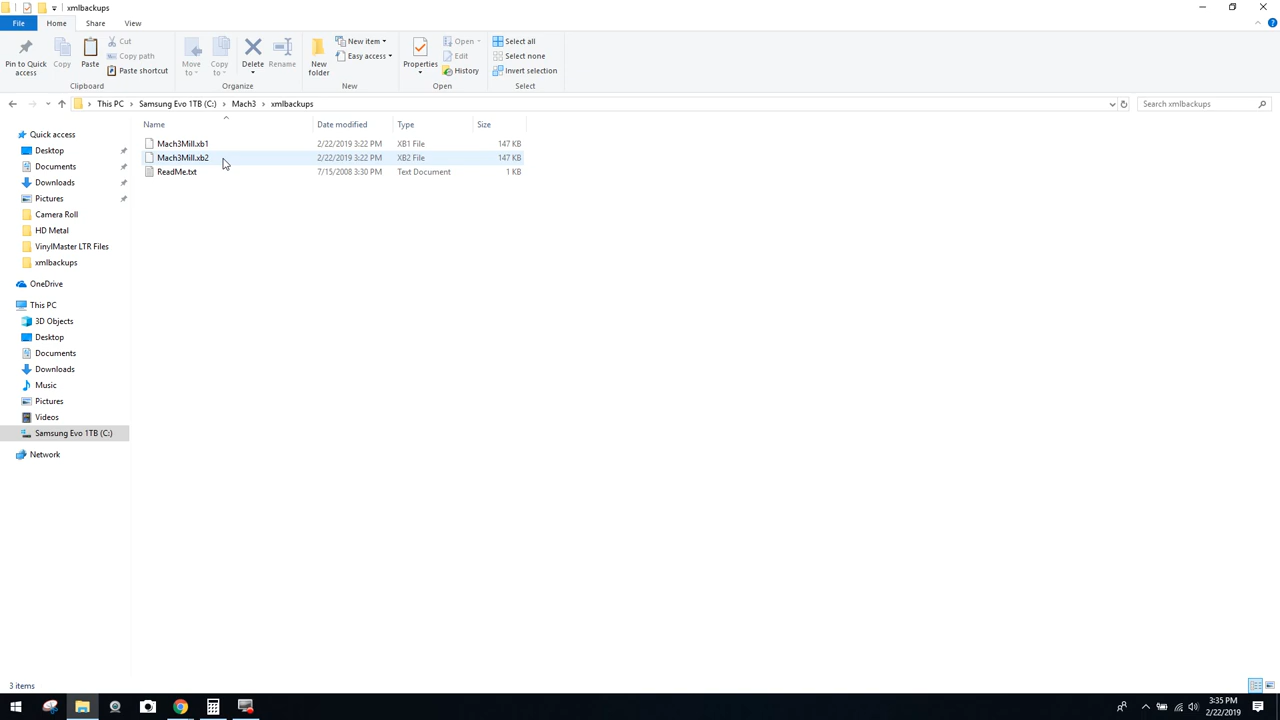 xmlbackups
File Home Share View
Pin to Quick access
Copy
Paste
Cut
Copy path
Paste shortcut
Clipboard
Move to
Copy to
Delete
Rename
Organize
New folder
New item
Easy access
New
Properties
Open
Edit
History
Open
Select all
Select none
Invert selection
Select
This PC Samsung Evo 1TB (C:) Mach3 xmlbackups
Search xmlbackups
Name Date modified Type Size
Mach3Mill.xb1 2/22/2019 3:22 PM XB1 File 147 KB
Mach3Mill.xb2 2/22/2019 3:22 PM XB2 File 147 KB
ReadMe.txt 7/15/2008 3:30 PM Text Document 1 KB
Quick access
Desktop
Documents
Downloads
Pictures
Camera Roll
HD Metal
VinylMaster LTR Files
xmlbackups
OneDrive
This PC
3D Objects
Desktop
Documents
Downloads
Music
Pictures
Videos
Samsung Evo 1TB (C:)
Network
3 items
3:35 PM
2/22/2019